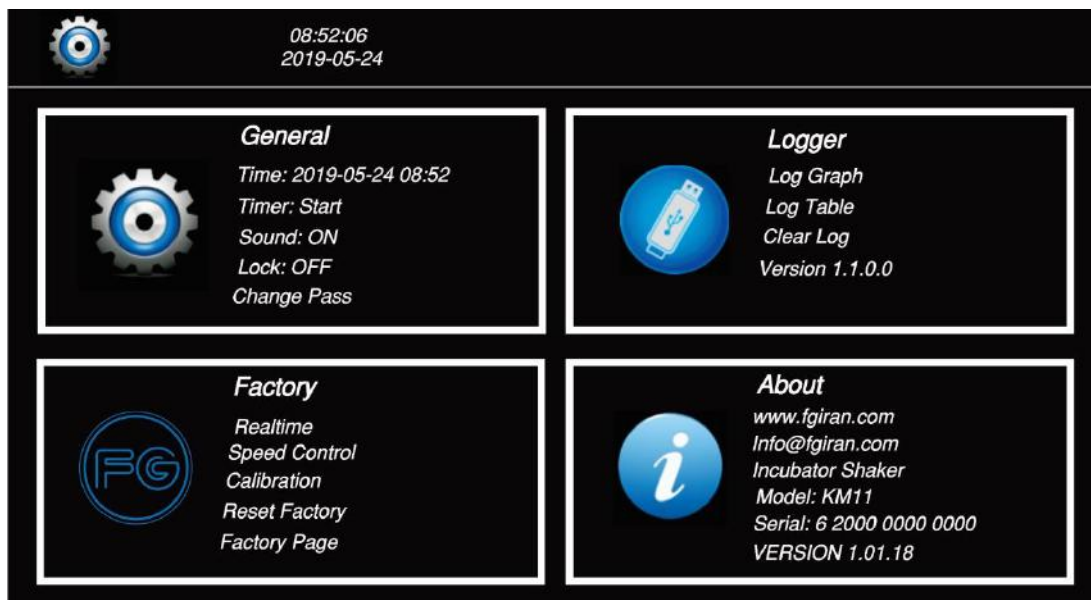 08:52:06
2019-05-24
General
Time: 2019-05-24 08:52
Timer: Start
Sound: ON
Lock: OFF
Change Pass
Logger
Log Graph
Log Table
Clear Log
Version 1.1.0.0
Factory
FG
Realtime
Speed Control
Calibration
Reset Factory
Factory Page
About
i
www.fgiran.com
Info@fgiran.com
Incubator Shaker
Model: KM11
Serial: 6 2000 0000 0000
VERSION 1.01.18